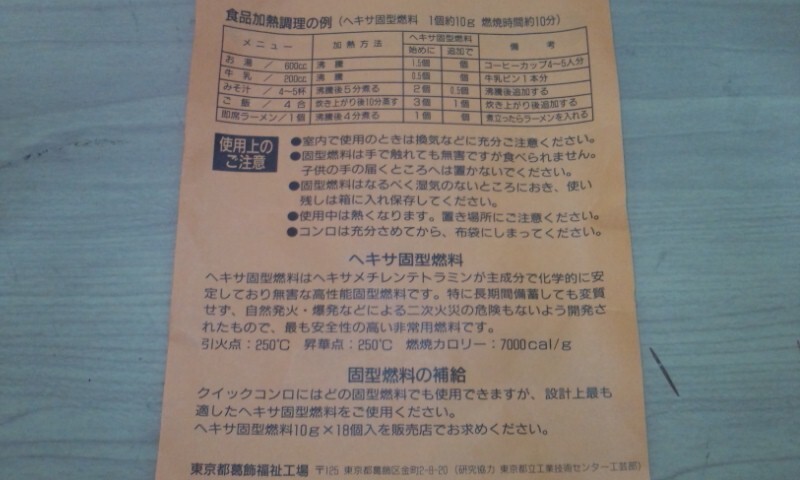 食品加熱調理の例(ヘキサ固型燃料 1個約10g 燃焼時間約10分)
メニュー 加熱方法 ヘキサ固型燃料 備考
始めに 追加で
お湯/600cc 沸騰 1.5個 個 コーヒーカップ4〜5人分
牛乳/200cc 沸騰 0.5個 個 牛乳ビン1本分
みそ汁/4〜5杯 沸騰後5分煮る 2個 0.5個 沸騰後追加する
ご飯/4合 炊き上がり後10分蒸す 3個 1個 炊き上がり後追加する
即席ラーメン/1個 沸騰後4分煮る 1個 個 煮立ったらラーメンを入れる
使用上の
ご注意
●室内で使用のときは換気などに充分ご注意ください。
●固型燃料は手で触れても無害ですが食べられません。
子供の手の届くところへは置かないでください。
●固型燃料はなるべく湿気のないところにおき、使い
残しは箱に入れ保存してください。
●使用中は熱くなります。置き場所にご注意ください。
●コンロは充分さめてから、布袋にしまってください。
ヘキサ固型燃料
ヘキサ固型燃料はヘキサメチレンテトラミンが主成分で化学的に安
定しており無害な高性能固型燃料です。特に長期間備蓄しても変質
せず、自然発火・爆発などによる二次火災の危険もないよう開発さ
れたもので、最も安全性の高い非常用燃料です。
引火点:250℃ 昇華点:250℃ 燃焼カロリー:7000cal/g
固型燃料の補給
クイックコンロにはどの固型燃料でも使用できますが、設計上最も
適したヘキサ固型燃料をご使用ください。
ヘキサ固型燃料10g×18個入を販売店でお求めください。
東京都葛飾福祉工場 〒125 東京都葛飾区金町2-8-20 (研究協力 東京都立工業技術センター工芸部)